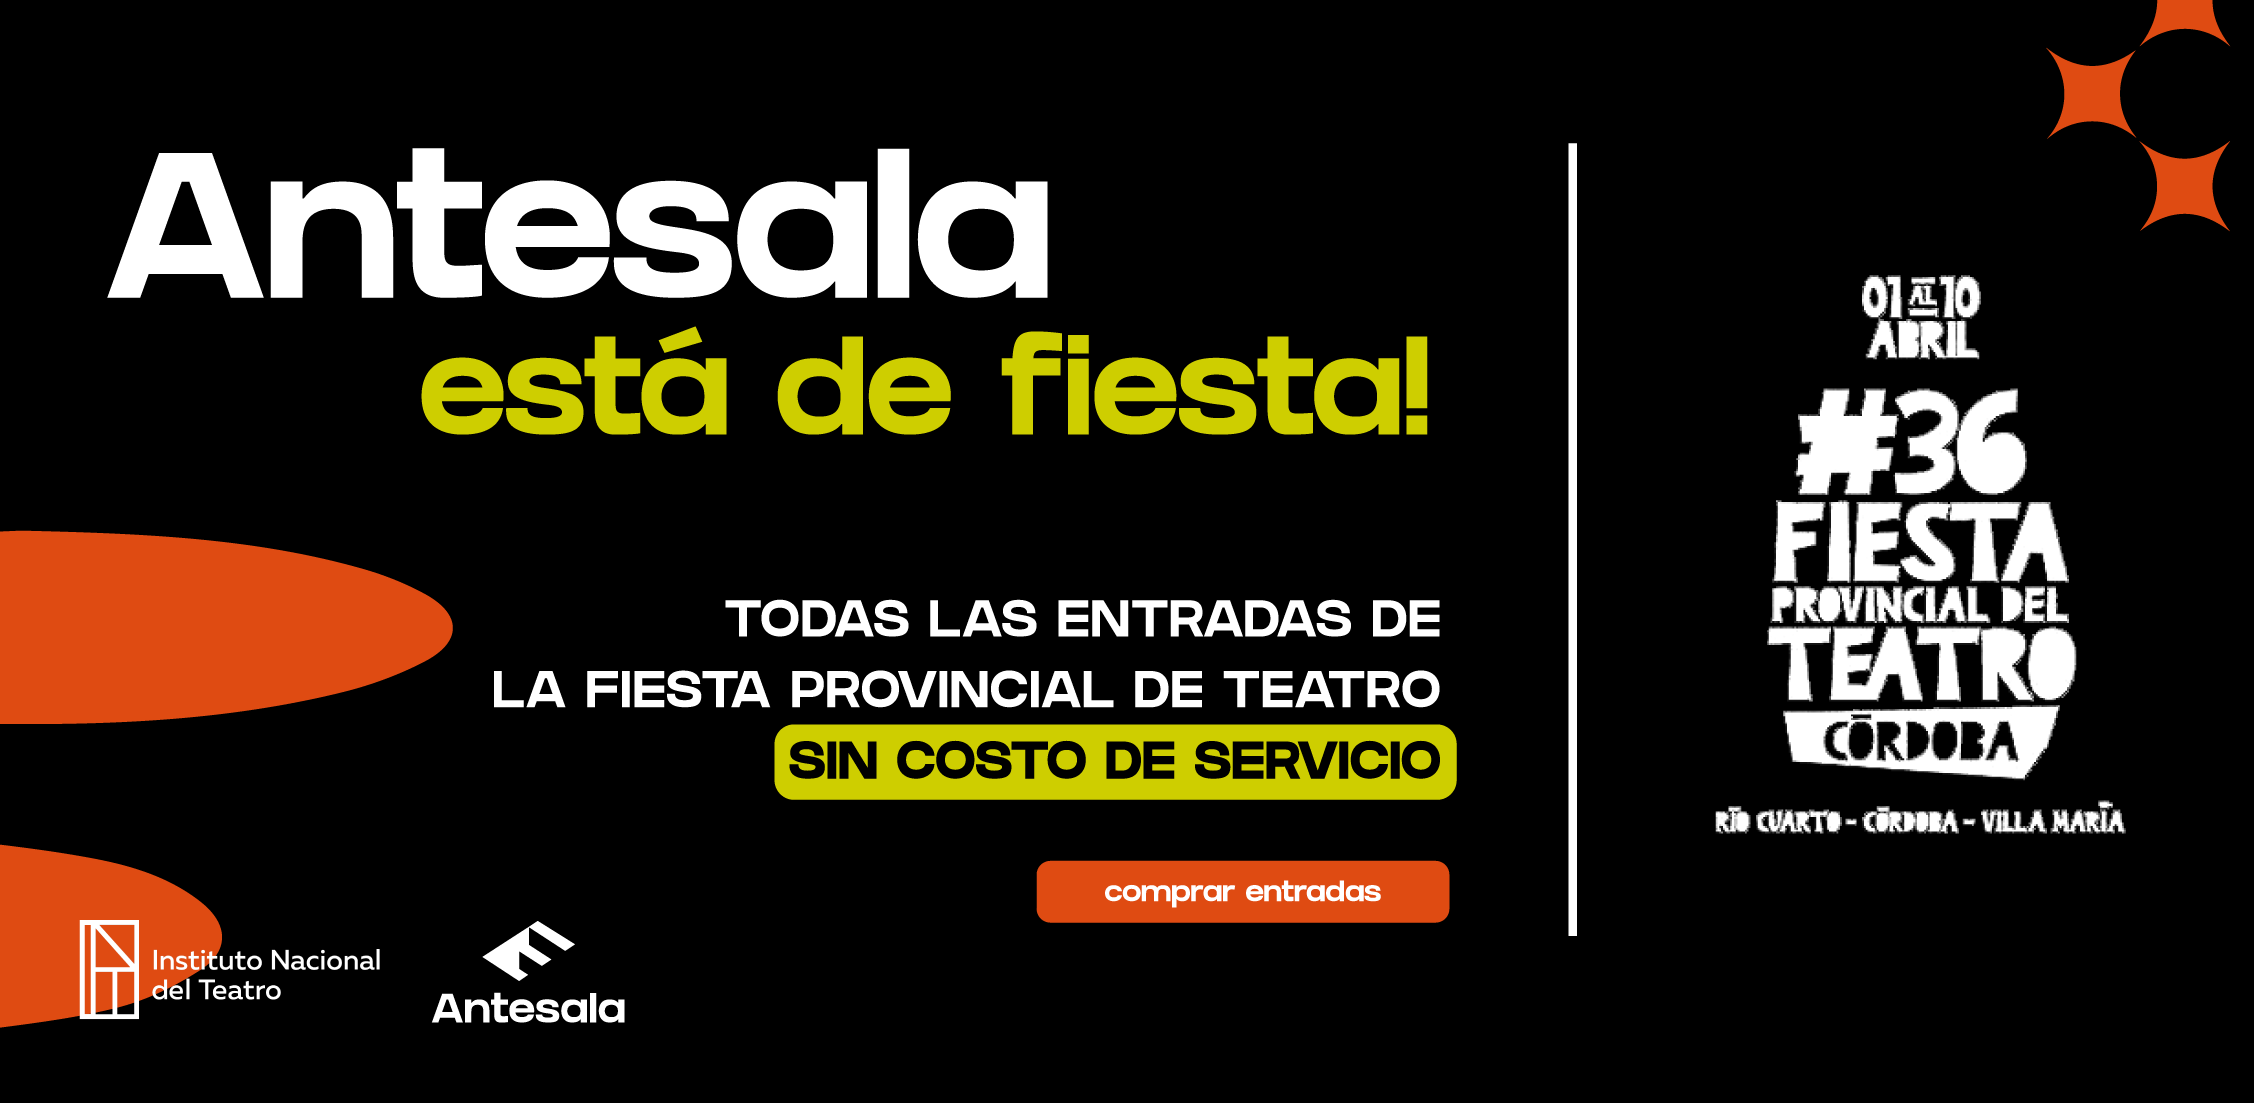 Antesala
está de fiesta!
TODAS LAS ENTRADAS DE
LA FIESTA PROVINCIAL DE TEATRO
SIN COSTO DE SERVICIO
comprar entradas
Instituto Nacional
del Teatro
Antesala
01 AL 10
ABRIL
#36
FIESTA
PROVINCIAL DEL
TEATRO
CÓRDOBA
RÍO CUARTO - CÓRDOBA - VILLA MARÍA